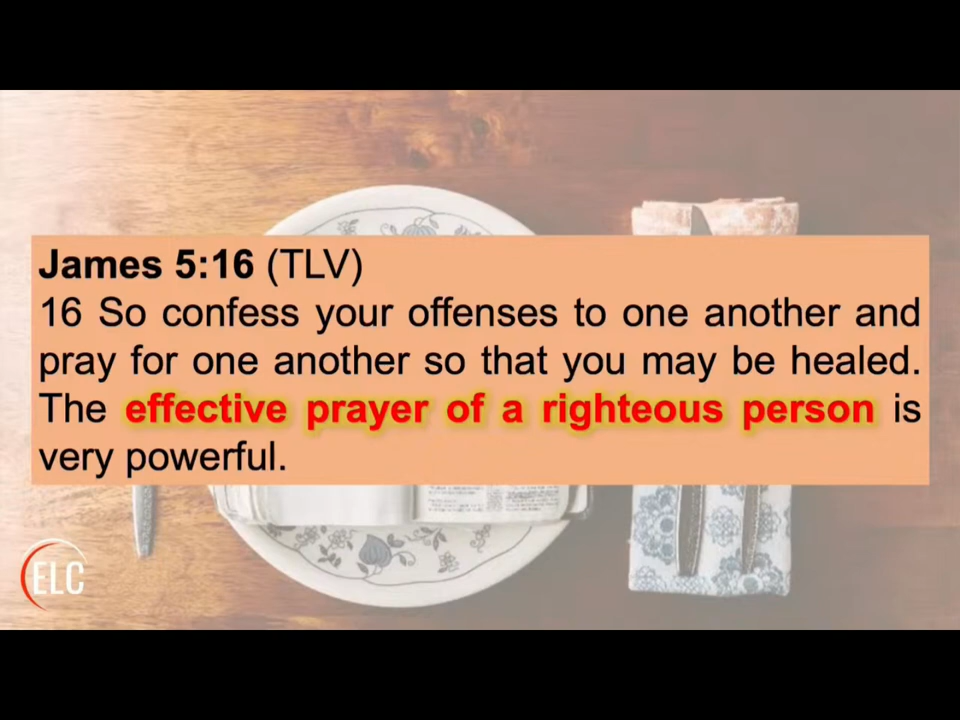 James 5:16 (TLV)
16 So confess your offenses to one another and
pray for one another so that you may be healed.
The effective prayer of a righteous person is
very powerful.
ELC